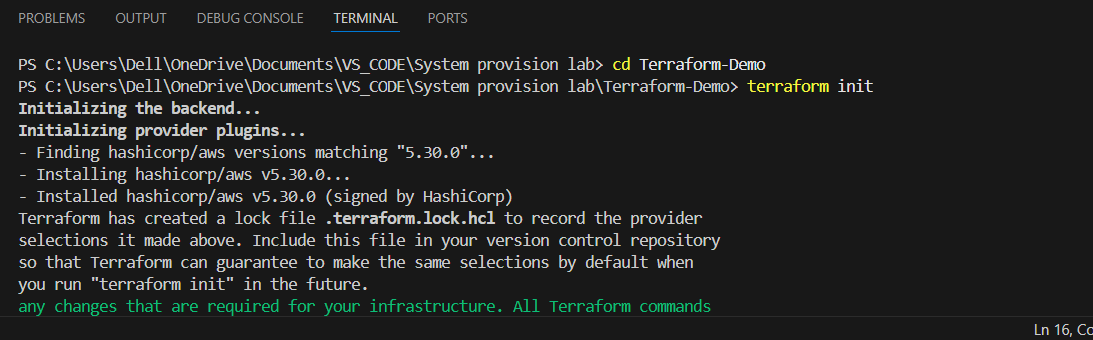 PROBLEMS OUTPUT DEBUG CONSOLE TERMINAL PORTS
PS C:\Users\Dell\OneDrive\Documents\VS_CODE\System provision lab> cd Terraform-Demo
PS C:\Users\Dell\OneDrive\Documents\VS_CODE\System provision lab\Terraform-Demo> terraform init
Initializing the backend...
Initializing provider plugins...
- Finding hashicorp/aws versions matching "5.30.0"...
- Installing hashicorp/aws v5.30.0...
- Installed hashicorp/aws v5.30.0 (signed by HashiCorp)
Terraform has created a lock file .terraform.lock.hcl to record the provider
selections it made above. Include this file in your version control repository
so that Terraform can guarantee to make the same selections by default when
you run "terraform init" in the future.
any changes that are required for your infrastructure. All Terraform commands
Ln 16, Co